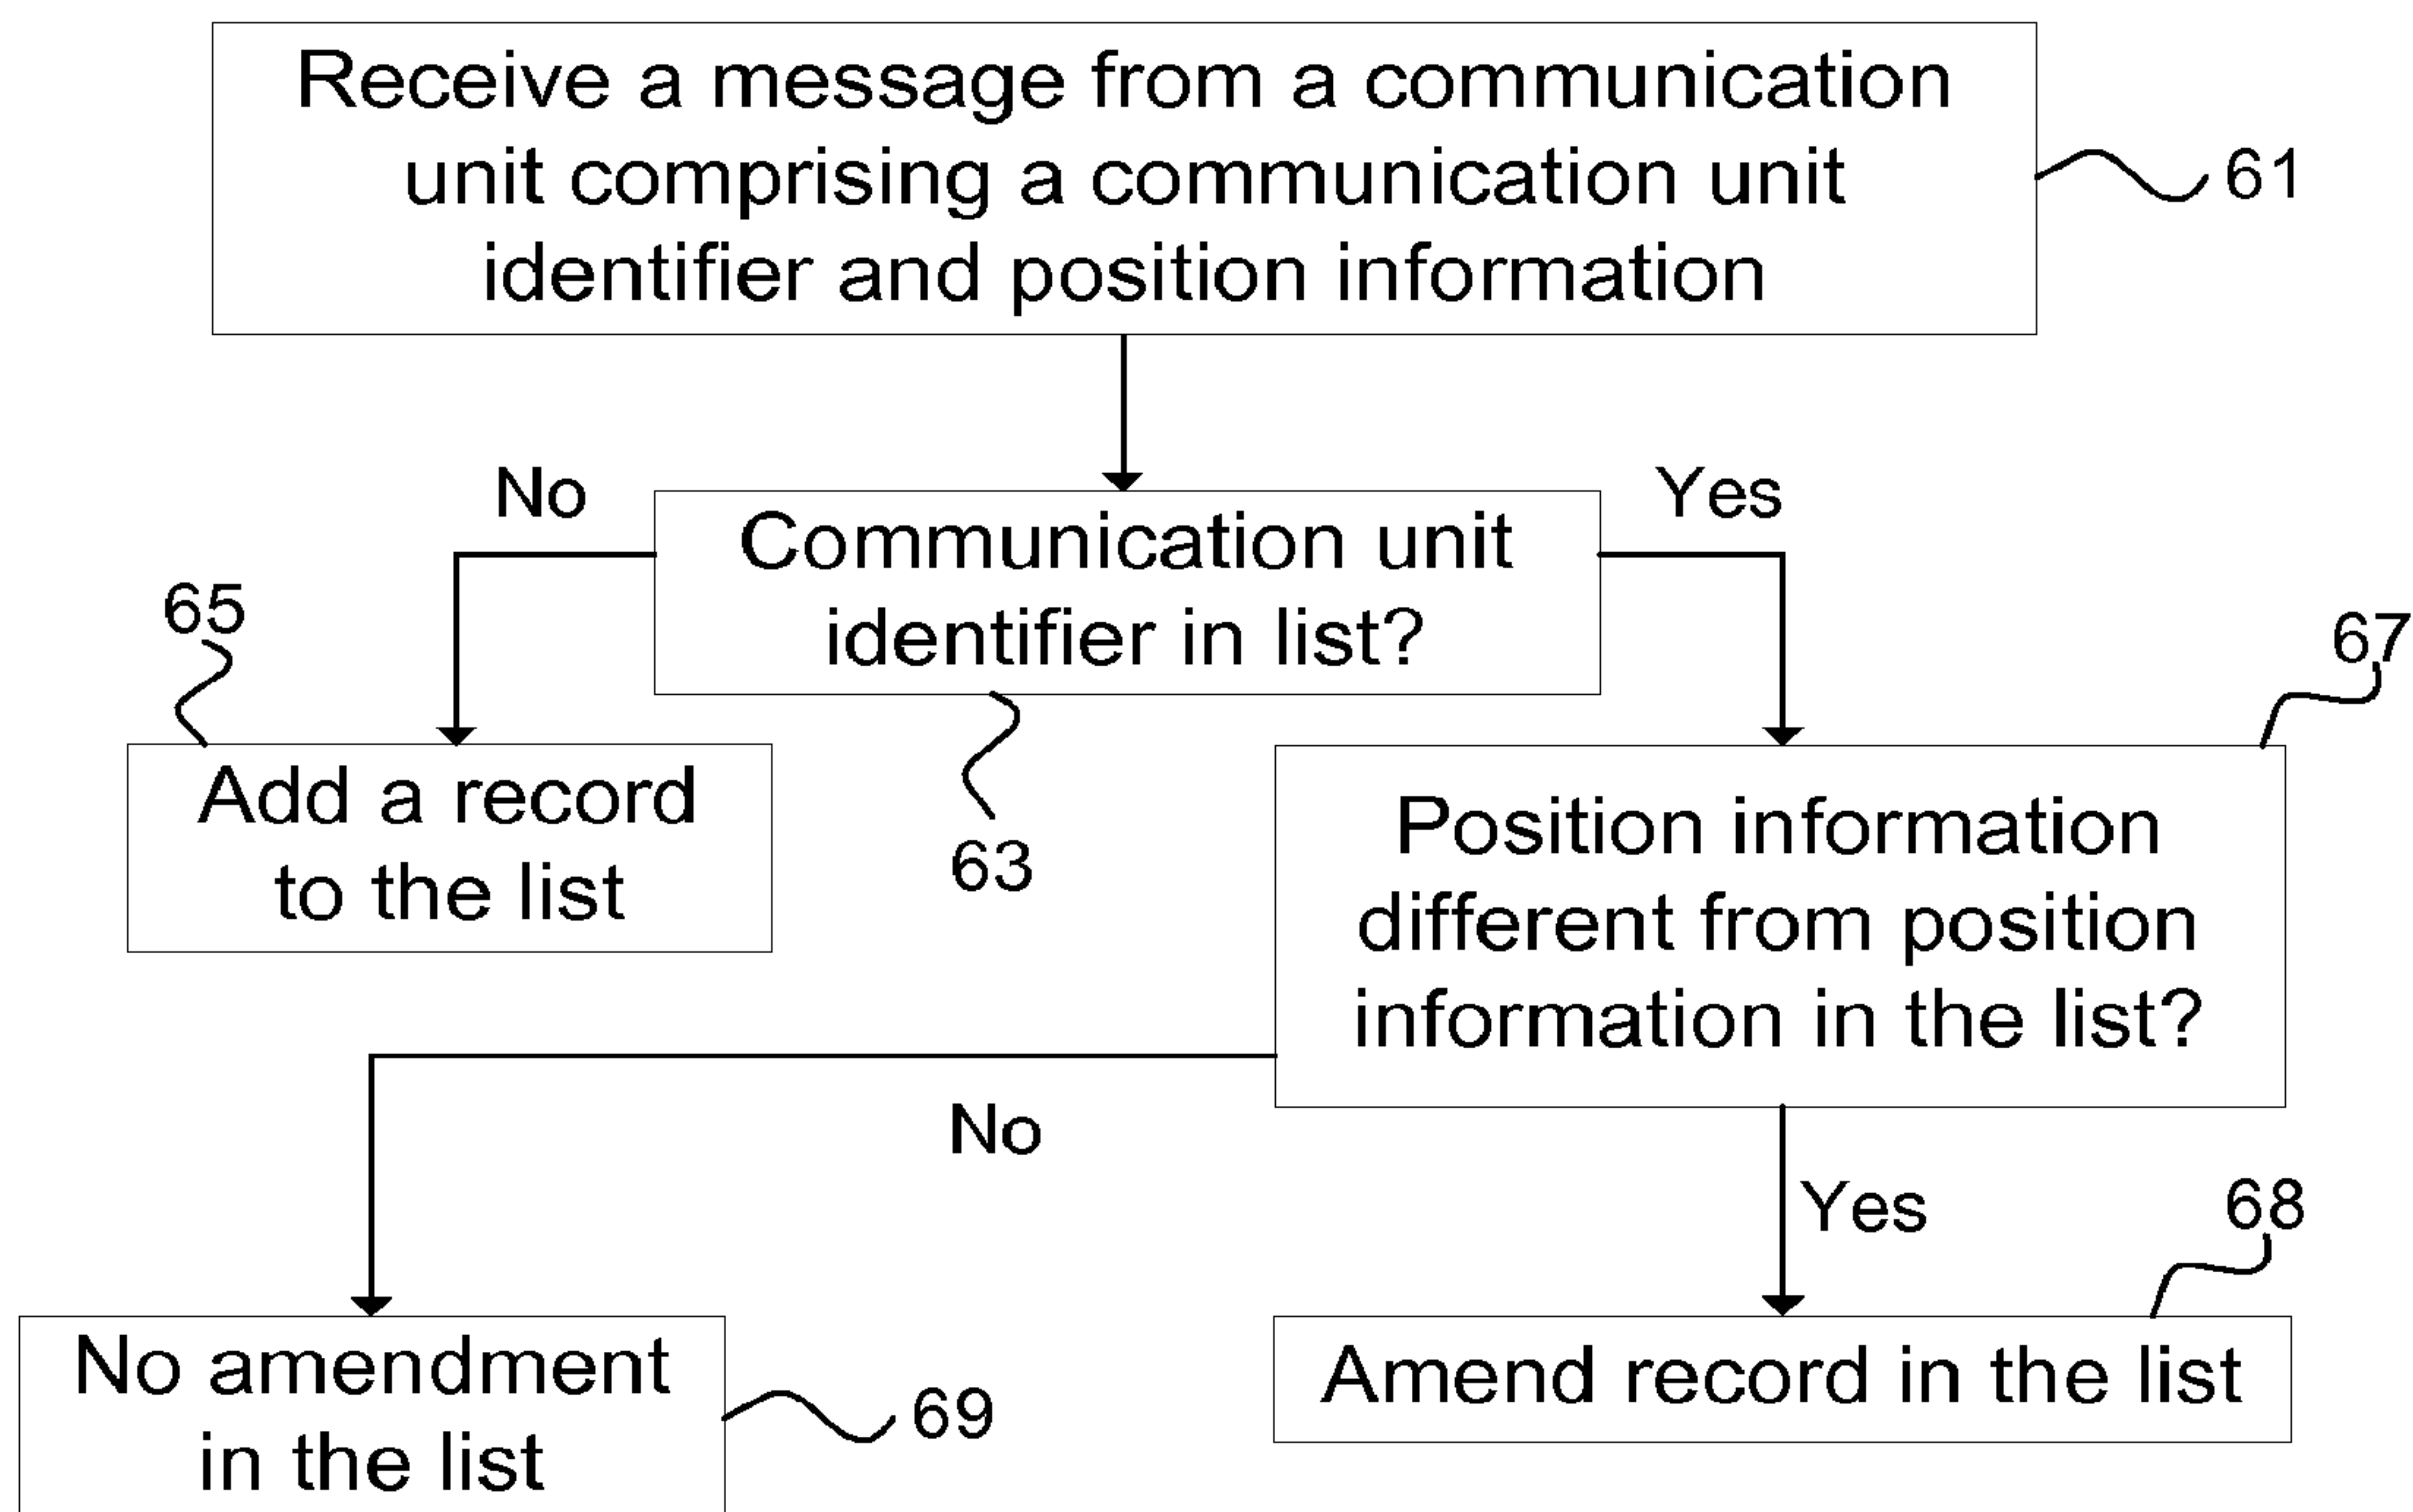 Receive a message from a communication
unit comprising a communication unit
identifier and position information
61
No
Yes
Communication unit
identifier in list?
65
67
63
Add a record
to the list
Position information
different from position
information in the list?
No
Yes
68
No amendment
in the list
69
Amend record in the list